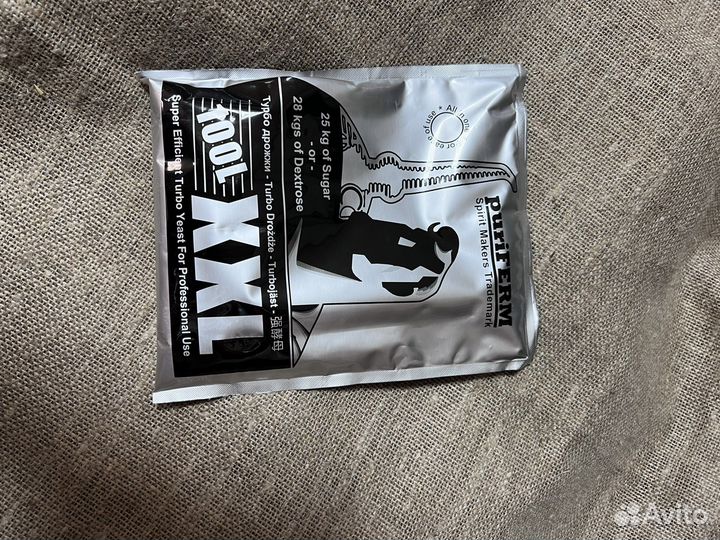 puriFERM
Spirit Makers Trademark
25 kg of Sugar
- or -
28 kgs of Dextrose
Турбо дрожжи - Turbo Drożdże - Turbojäst - 强酵母
100L XXL
Super Efficient Turbo Yeast For Professional Use
Avito